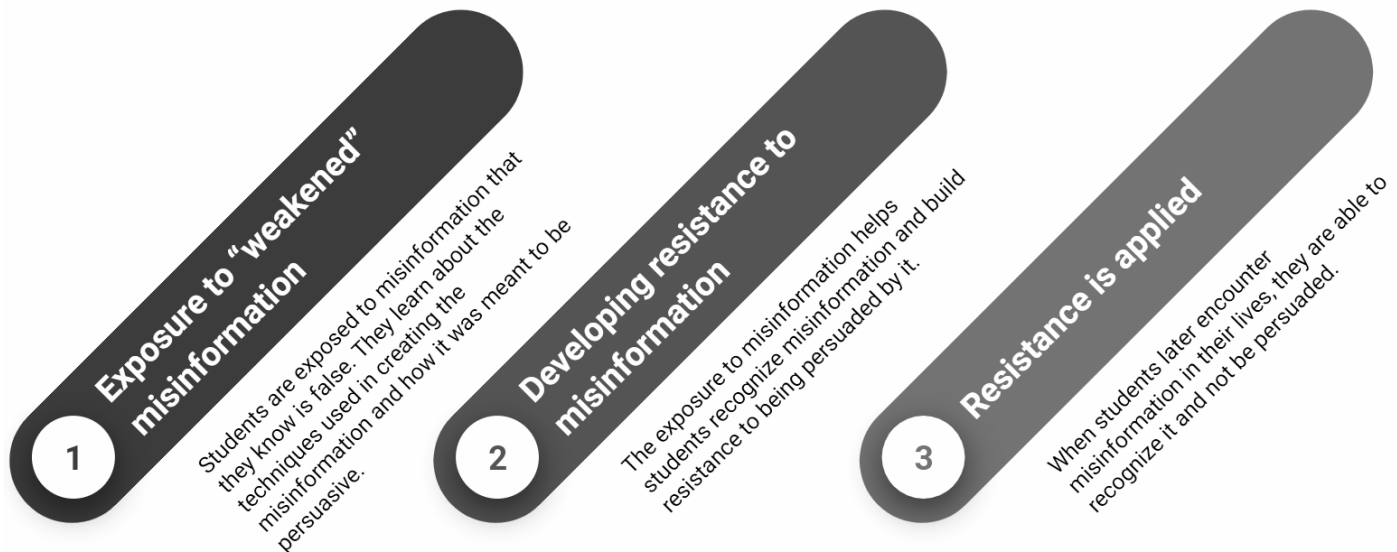 1
Exposure to “weakened”
misinformation
Students are exposed to misinformation that
they know is false. They learn about the
techniques used in creating the
misinformation and how it was meant to be
persuasive.
2
Developing resistance to
misinformation
The exposure to misinformation helps
students recognize misinformation and build
resistance to being persuaded by it.
3
Resistance is applied
When students later encounter
misinformation in their lives, they are able to
recognize it and not be persuaded.